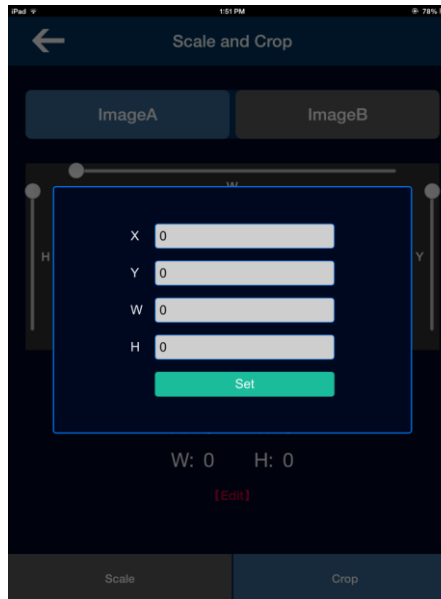 iPad 1:51 PM 78%
Scale and Crop
ImageA ImageB
W
H Y
X 0
Y 0
W 0
H 0
Set
W: 0 H: 0
【Edit】
Scale Crop